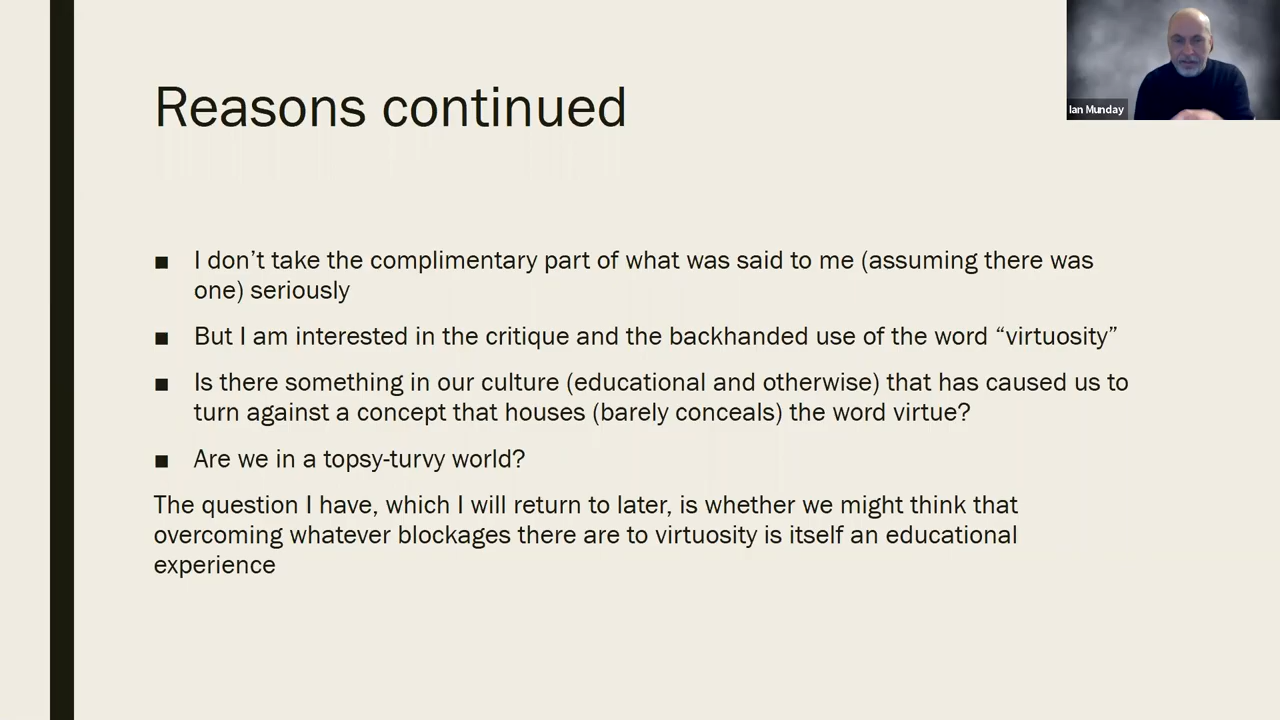 Ian Munday
Reasons continued
■ I don’t take the complimentary part of what was said to me (assuming there was
one) seriously
■ But I am interested in the critique and the backhanded use of the word “virtuosity”
■ Is there something in our culture (educational and otherwise) that has caused us to
turn against a concept that houses (barely conceals) the word virtue?
■ Are we in a topsy-turvy world?
The question I have, which I will return to later, is whether we might think that
overcoming whatever blockages there are to virtuosity is itself an educational
experience